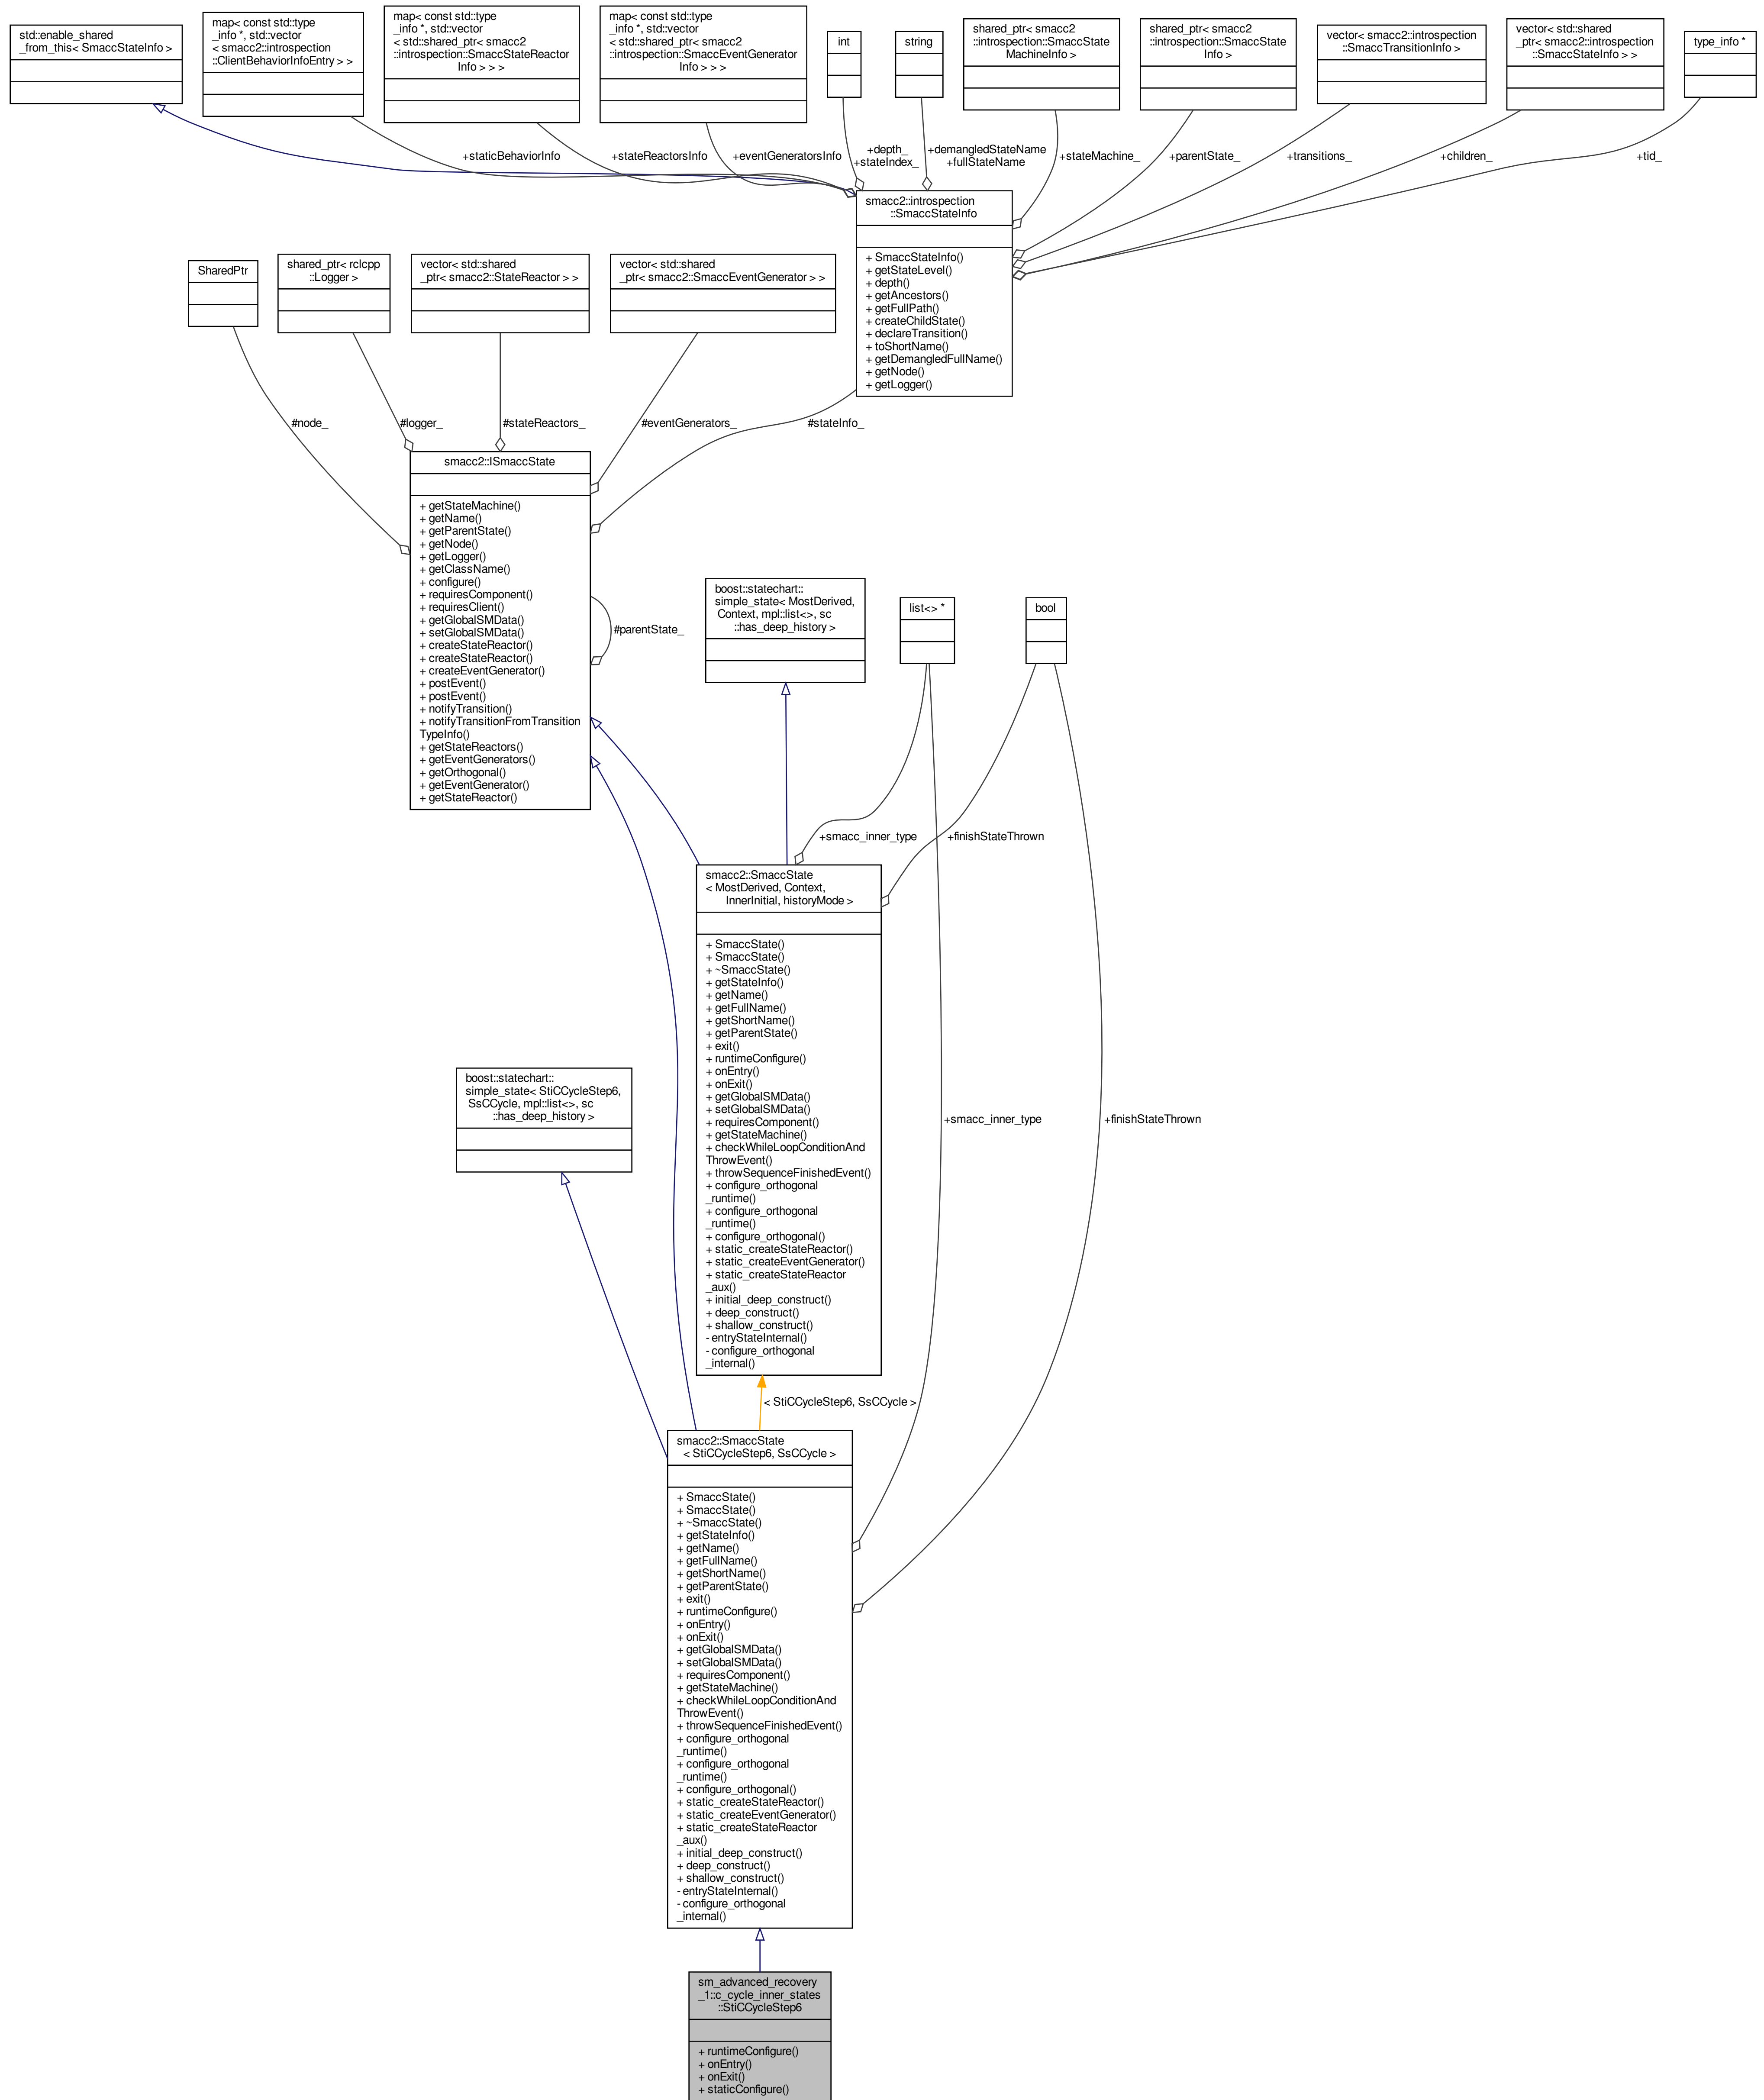 std::enable_shared
_from_this< SmaccStateInfo >
map< const std::type
_info *, std::vector
< smacc2::introspection
::ClientBehaviorInfoEntry > >
map< const std::type
_info *, std::vector
< std::shared_ptr< smacc2
::introspection::SmaccStateReactor
Info > > >
map< const std::type
_info *, std::vector
< std::shared_ptr< smacc2
::introspection::SmaccEventGenerator
Info > > >
int
string
shared_ptr< smacc2
::introspection::SmaccState
MachineInfo >
shared_ptr< smacc2
::introspection::SmaccState
Info >
vector< smacc2::introspection
::SmaccTransitionInfo >
vector< std::shared
_ptr< smacc2::introspection
::SmaccStateInfo > >
type_info *
+staticBehaviorInfo
+stateReactorsInfo
+eventGeneratorsInfo
+depth_
+stateIndex_
+demangledStateName
+fullStateName
+stateMachine_
+parentState_
+transitions_
+children_
+tid_
smacc2::introspection
::SmaccStateInfo
+ SmaccStateInfo()
+ getStateLevel()
+ depth()
+ getAncestors()
+ getFullPath()
+ createChildState()
+ declareTransition()
+ toShortName()
+ getDemangledFullName()
+ getNode()
+ getLogger()
SharedPtr
shared_ptr< rclcpp
::Logger >
vector< std::shared
_ptr< smacc2::StateReactor > >
vector< std::shared
_ptr< smacc2::SmaccEventGenerator > >
#node_
#logger_
#stateReactors_
#eventGenerators_
#stateInfo_
smacc2::ISmaccState
+ getStateMachine()
+ getName()
+ getParentState()
+ getNode()
+ getLogger()
+ getClassName()
+ configure()
+ requiresComponent()
+ requiresClient()
+ getGlobalSMData()
+ setGlobalSMData()
+ createStateReactor()
+ createStateReactor()
+ createEventGenerator()
+ postEvent()
+ postEvent()
+ notifyTransition()
+ notifyTransitionFromTransition
TypeInfo()
+ getStateReactors()
+ getEventGenerators()
+ getOrthogonal()
+ getEventGenerator()
+ getStateReactor()
#parentState_
boost::statechart::
simple_state< MostDerived,
Context, mpl::list<>, sc
::has_deep_history >
list<> *
bool
+smacc_inner_type
+finishStateThrown
smacc2::SmaccState
< MostDerived, Context,
InnerInitial, historyMode >
+ SmaccState()
+ SmaccState()
+ ~SmaccState()
+ getStateInfo()
+ getName()
+ getFullName()
+ getShortName()
+ getParentState()
+ exit()
+ runtimeConfigure()
+ onEntry()
+ onExit()
+ getGlobalSMData()
+ setGlobalSMData()
+ requiresComponent()
+ getStateMachine()
+ checkWhileLoopConditionAnd
ThrowEvent()
+ throwSequenceFinishedEvent()
+ configure_orthogonal
_runtime()
+ configure_orthogonal
_runtime()
+ configure_orthogonal()
+ static_createStateReactor()
+ static_createEventGenerator()
+ static_createStateReactor
_aux()
+ initial_deep_construct()
+ deep_construct()
+ shallow_construct()
- entryStateInternal()
- configure_orthogonal
_internal()
boost::statechart::
simple_state< StiCCycleStep6,
SsCCycle, mpl::list<>, sc
::has_deep_history >
+smacc_inner_type
+finishStateThrown
< StiCCycleStep6, SsCCycle >
smacc2::SmaccState
< StiCCycleStep6, SsCCycle >
+ SmaccState()
+ SmaccState()
+ ~SmaccState()
+ getStateInfo()
+ getName()
+ getFullName()
+ getShortName()
+ getParentState()
+ exit()
+ runtimeConfigure()
+ onEntry()
+ onExit()
+ getGlobalSMData()
+ setGlobalSMData()
+ requiresComponent()
+ getStateMachine()
+ checkWhileLoopConditionAnd
ThrowEvent()
+ throwSequenceFinishedEvent()
+ configure_orthogonal
_runtime()
+ configure_orthogonal
_runtime()
+ configure_orthogonal()
+ static_createStateReactor()
+ static_createEventGenerator()
+ static_createStateReactor
_aux()
+ initial_deep_construct()
+ deep_construct()
+ shallow_construct()
- entryStateInternal()
- configure_orthogonal
_internal()
sm_advanced_recovery
_1::c_cycle_inner_states
::StiCCycleStep6
+ runtimeConfigure()
+ onEntry()
+ onExit()
+ staticConfigure()